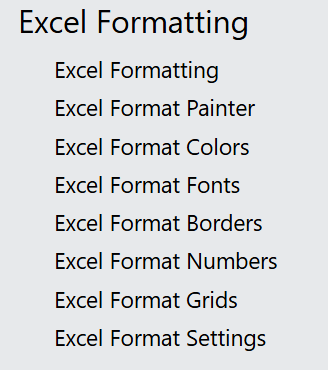 Excel Formatting
Excel Formatting
Excel Format Painter
Excel Format Colors
Excel Format Fonts
Excel Format Borders
Excel Format Numbers
Excel Format Grids
Excel Format Settings